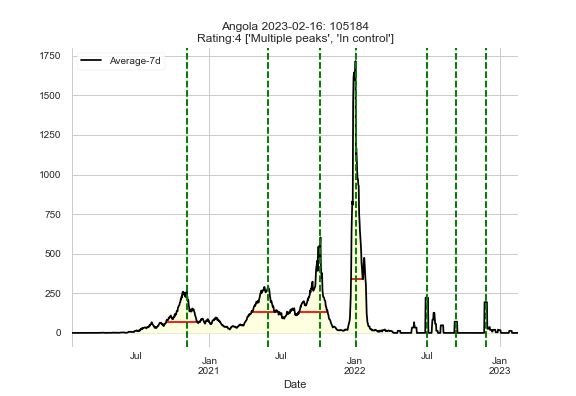 Angola 2023-02-16: 105184
Rating:4 ['Multiple peaks', 'In control']
Average-7d
1750
1500
1250
1000
750
500
250
0
Jul
Jan
2021
Jul
Jan
2022
Jul
Jan
2023
Date